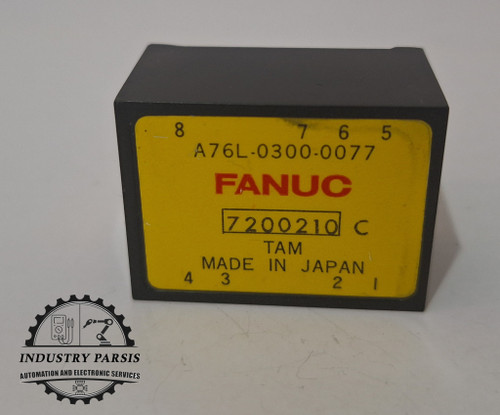 8 7 6 5
A76L-0300-0077
FANUC
7200210 C
TAM
MADE IN JAPAN
4 3 2 1
INDUSTRY PARSIS
AUTOMATION AND ELECTRONIC SERVICES